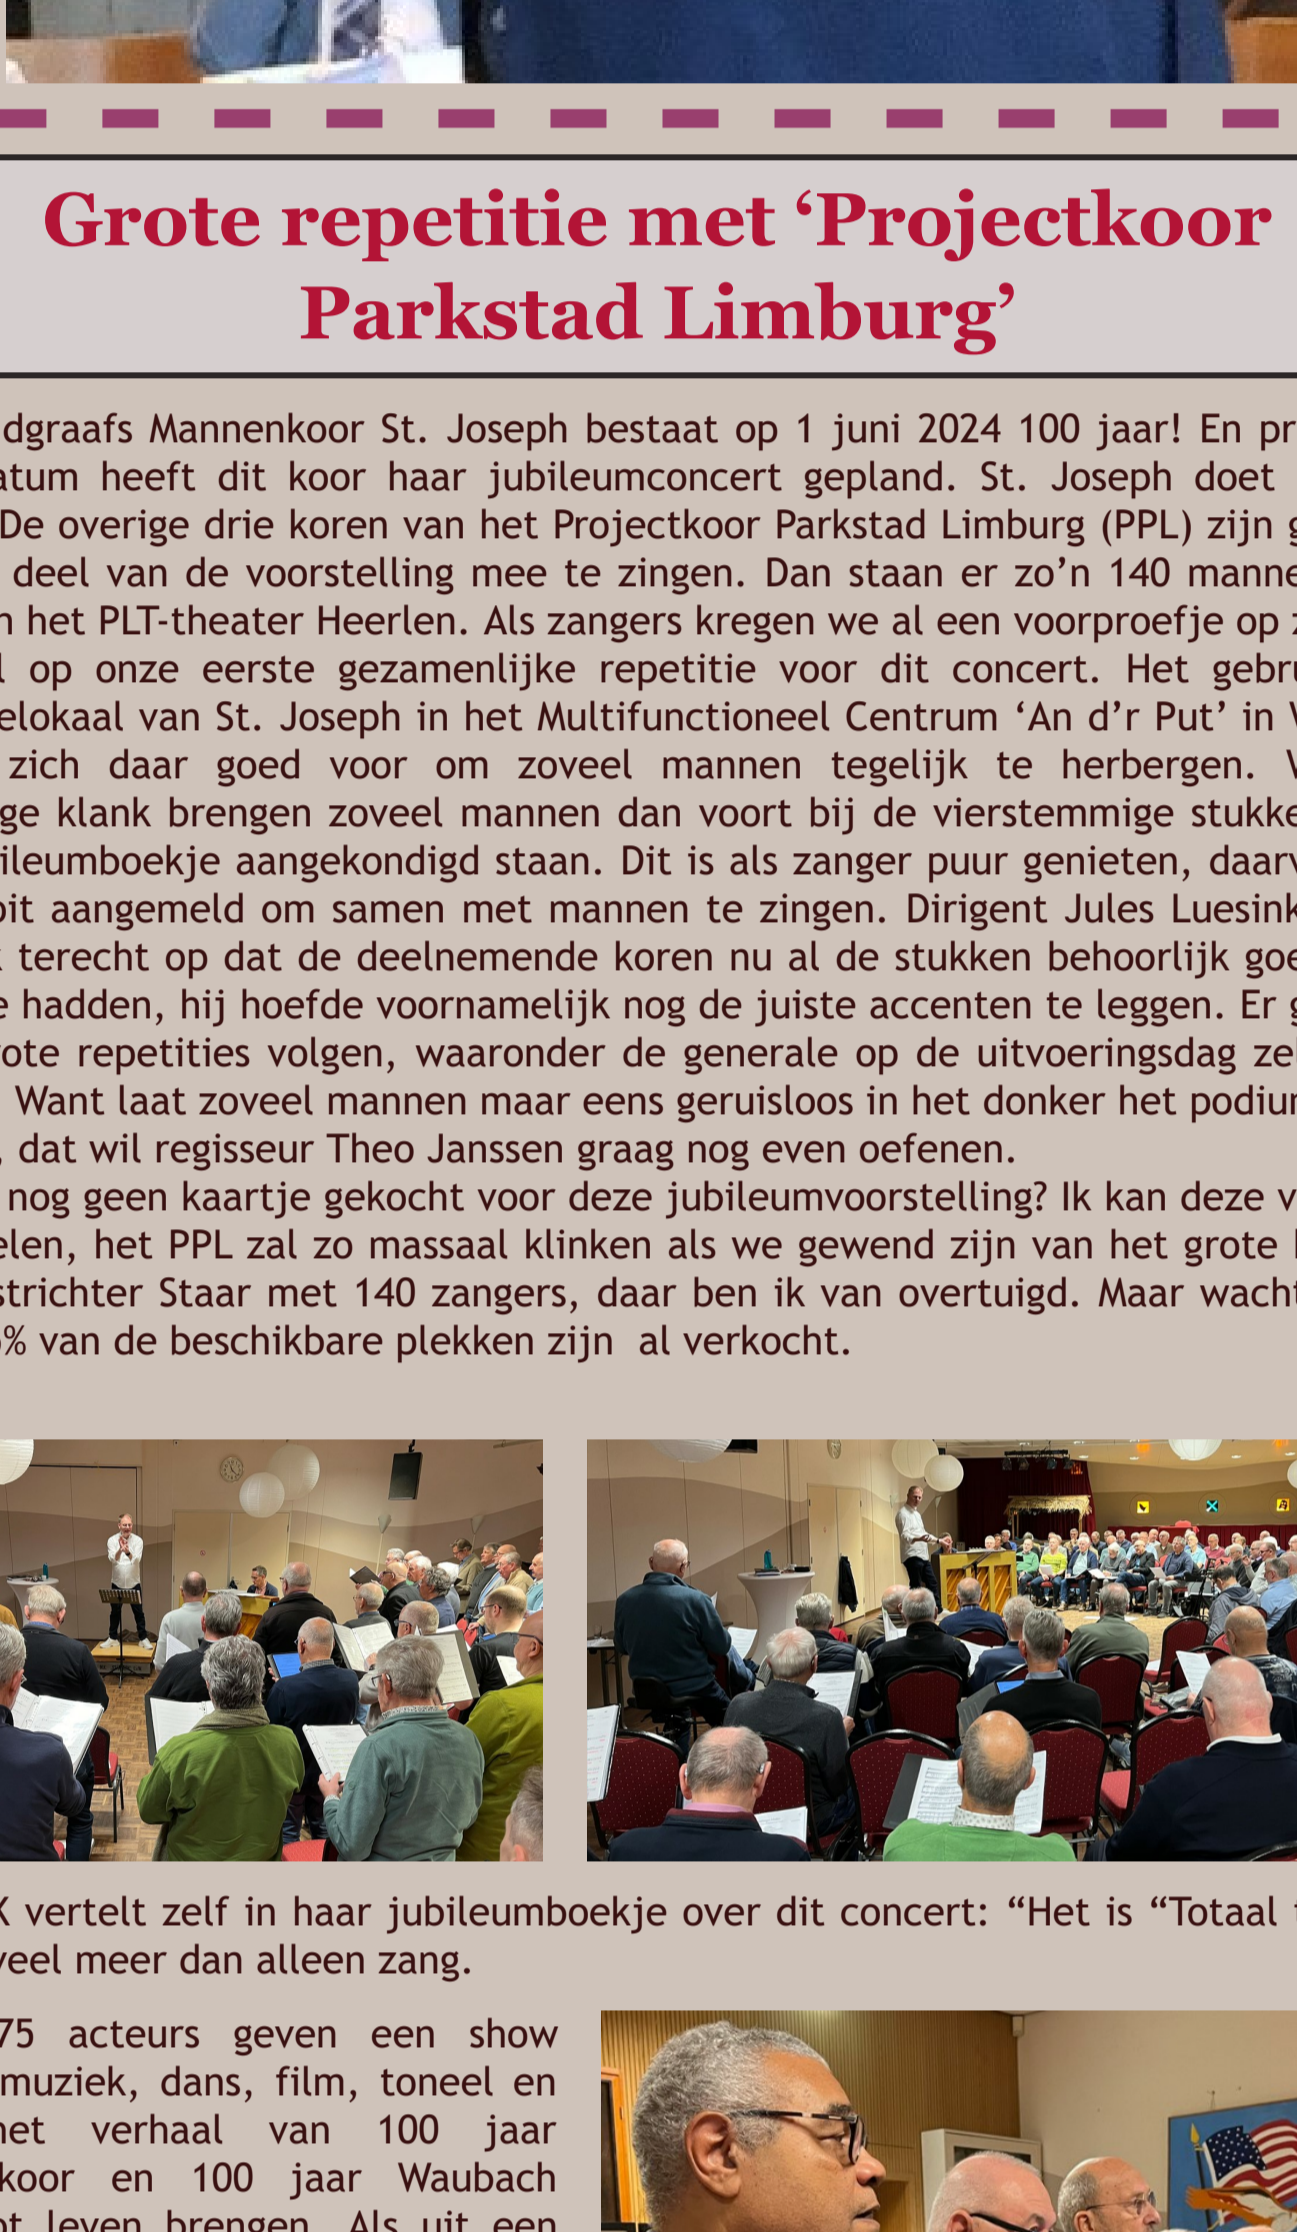 Grote repetitie met ‘Projectkoor
Parkstad Limburg’
dgraafs Mannenkoor St. Joseph bestaat op 1 juni 2024 100 jaar! En pr
atum heeft dit koor haar jubileumconcert gepland. St. Joseph doet
De overige drie koren van het Projectkoor Parkstad Limburg (PPL) zijn g
deel van de voorstelling mee te zingen. Dan staan er zo’n 140 manne
n het PLT-theater Heerlen. Als zangers kregen we al een voorproefje op z
l op onze eerste gezamenlijke repetitie voor dit concert. Het gebru
elokaal van St. Joseph in het Multifunctioneel Centrum ‘An d’r Put’ in W
zich daar goed voor om zoveel mannen tegelijk te herbergen. W
ge klank brengen zoveel mannen dan voort bij de vierstemmige stukke
ileumboekje aangekondigd staan. Dit is als zanger puur genieten, daarv
oit aangemeld om samen met mannen te zingen. Dirigent Jules Luesink
k terecht op dat de deelnemende koren nu al de stukken behoorlijk goe
e hadden, hij hoefde voornamelijk nog de juiste accenten te leggen. Er g
rote repetities volgen, waaronder de generale op de uitvoeringsdag zel
Want laat zoveel mannen maar eens geruisloos in het donker het podium
, dat wil regisseur Theo Janssen graag nog even oefenen.
nog geen kaartje gekocht voor deze jubileumvoorstelling? Ik kan deze v
elen, het PPL zal zo massaal klinken als we gewend zijn van het grote
strichter Staar met 140 zangers, daar ben ik van overtuigd. Maar wacht
% van de beschikbare plekken zijn al verkocht.
X vertelt zelf in haar jubileumboekje over dit concert: “Het is “Totaal t
veel meer dan alleen zang.
75 acteurs geven een show
muziek, dans, film, toneel en
het verhaal van 100 jaar
koor en 100 jaar Waubach
ot leven brengen. Als uit een